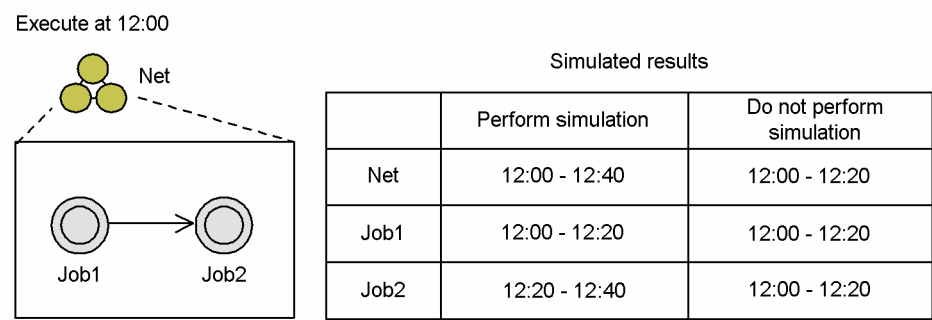 Execute at 12:00
Net
Job1
Job2
Simulated results
Perform simulation
Do not perform
simulation
Net
12:00 - 12:40
12:00 - 12:20
Job1
12:00 - 12:20
12:00 - 12:20
Job2
12:20 - 12:40
12:00 - 12:20